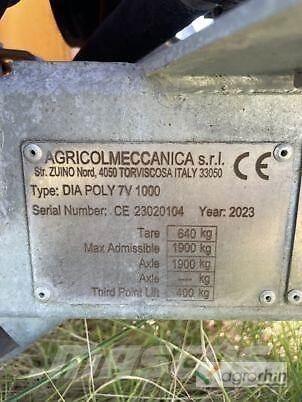 AGRICOLMECCANICA s.r.l.
Str. ZUINO Nord, 4050 TORVISCOSA ITALY 33050
CE
Type: DIA POLY 7V 1000
Serial Number: CE 23020104 Year: 2023
Tare 640 kg
Max Admissible 1900 kg
Axle 1900 kg
Axle --- kg
Third Point Lift 400 kg
agrorhin